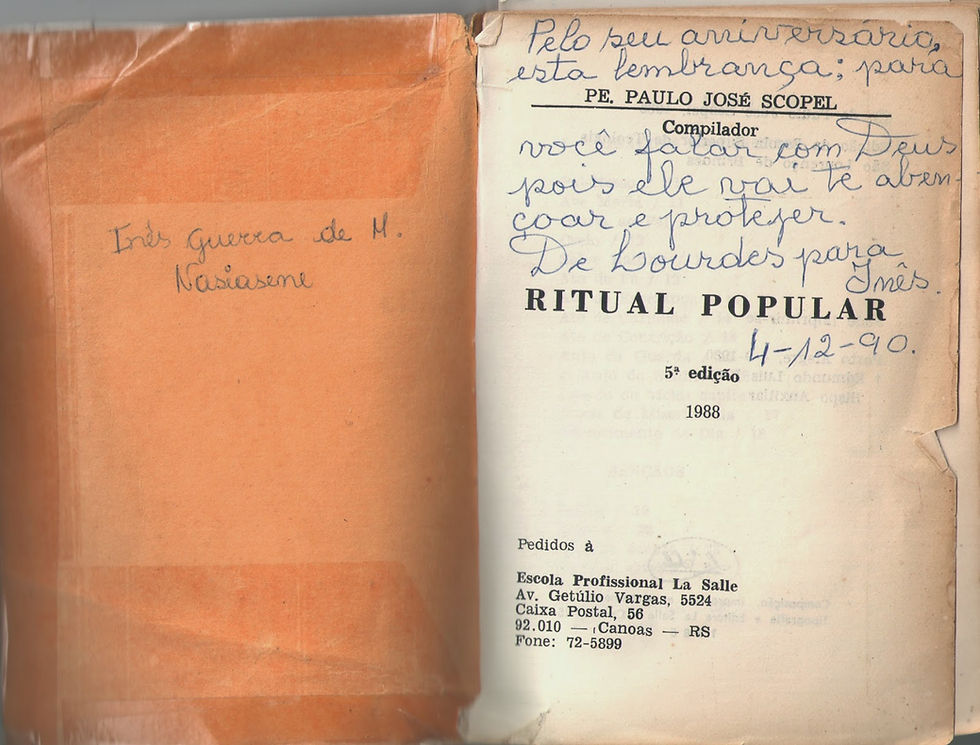 Inês Guerra de M.
Nasiasene
Pelo seu aniversário,
esta lembrança; para
PE. PAULO JOSÉ SCOPEL
Compilador
você falar com Deus
pois ele vai te aben-
çoar e protejer.
De Lourdes para
Inês.
RITUAL POPULAR
4-12-90.
5ª edição
1988
Pedidos à
Escola Profissional La Salle
Av. Getúlio Vargas, 5524
Caixa Postal, 56
92.010 — Canoas — RS
Fone: 72-5899